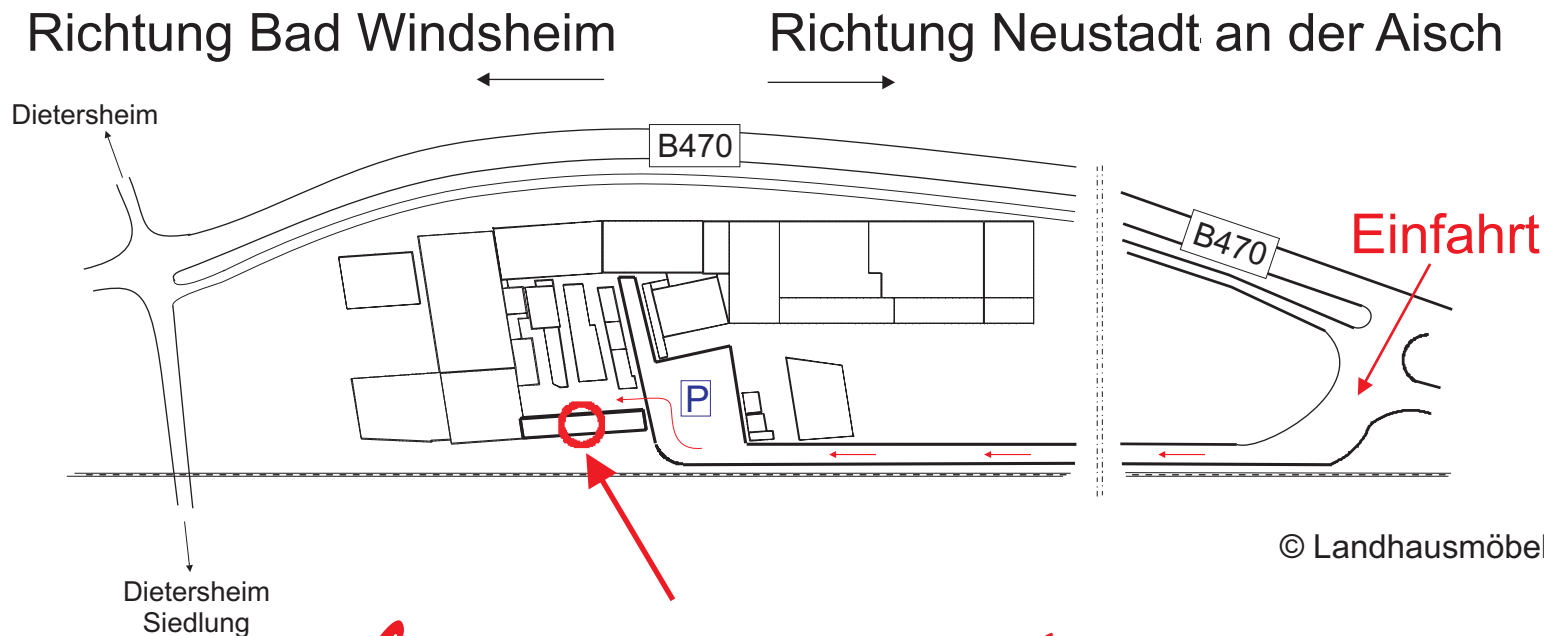 Richtung Bad Windsheim
Richtung Neustadt an der Aisch
Dietersheim
B470
B470
Einfahrt
P
© Landhausmöbel
Dietersheim
Siedlung